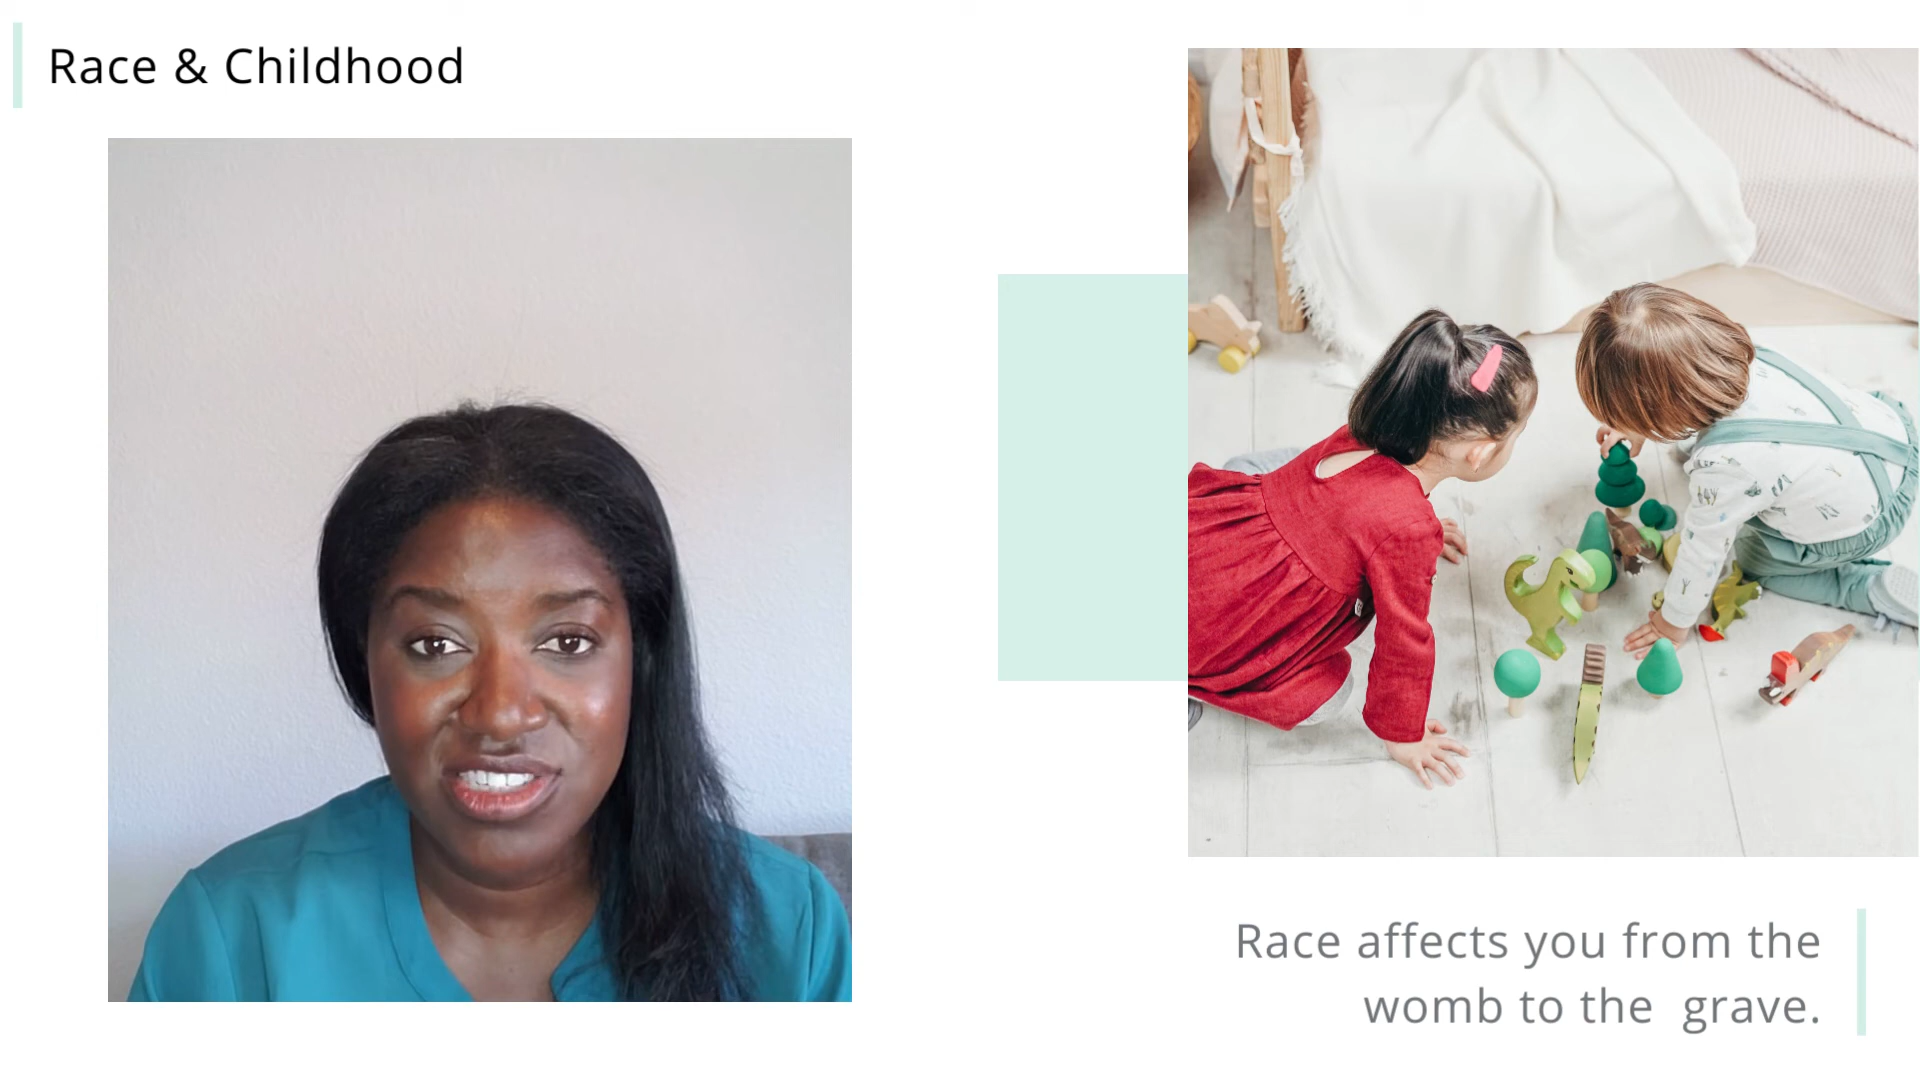 Race & Childhood
Race affects you from the
womb to the grave.